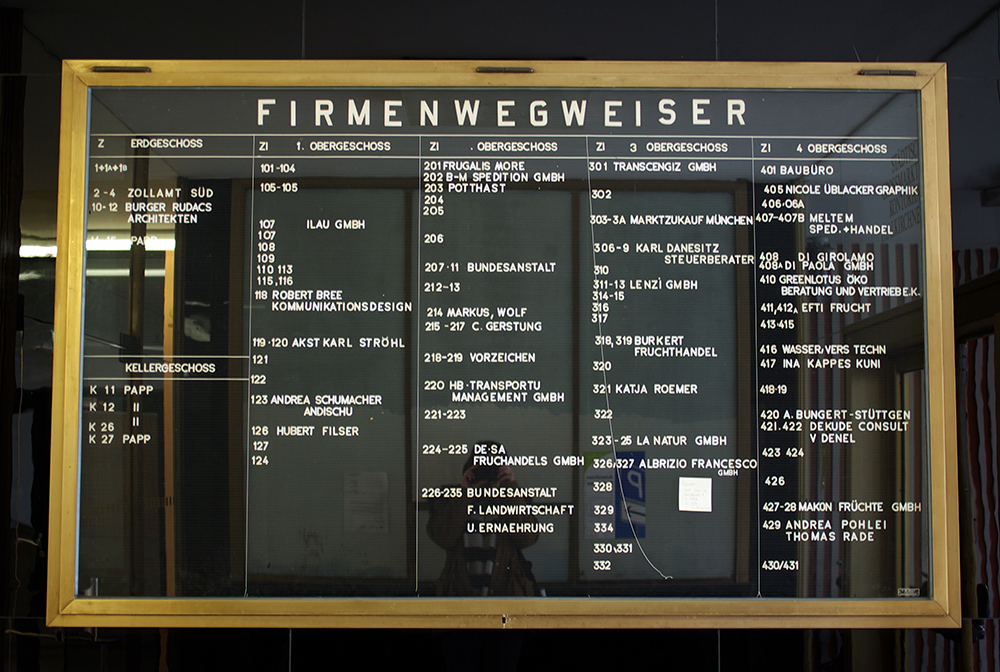 FIRMENWEGWEISER
Z ERDGESCHOSS
2-4 ZOLLAMT SÜD
10-12 BURGER RUDACS
ARCHITEKTEN
PAPP
KELLERGESCHOSS
K 11 PAPP
K 12 II
II
K 26
K 27 PAPP
ZI 1. OBERGESCHOSS
101-104
105-105
107 ILAU GMBH
107
108
109
110 113
115,116
118 ROBERT BREE
KOMMUNIKATIONSDESIGN
119-120 AKST KARL STRÖHL
121
122
123 ANDREA SCHUMACHER
ANDISCHU
126 HUBERT FILSER
127
124
ZI . OBERGESCHOSS
201 FRUGALIS MORE
202 B-M SPEDITION GMBH
203 POTTHAST
204
205
206
207-11 BUNDESANSTALT
212-13
214 MARKUS, WOLF
215-217 C. GERSTUNG
218-219 VORZEICHEN
220 HB-TRANSPORTU
MANAGEMENT GMBH
221-223
224-225 DE-SA
FRUCHANDELS GMBH
226-235 BUNDESANSTALT
F. LANDWIRTSCHAFT
U. ERNAEHRUNG
ZI 3 OBERGESCHOSS
301 TRANSCENGIZ GMBH
302
303-3A MARKTZUKAUF MÜNCHEN
306-9 KARL DANESITZ
STEUERBERATER
310
311-13 LENZI GMBH
314-15
316
317
318, 319 BURKERT
FRUCHTHANDEL
320
321 KATJA ROEMER
322
323-25 LA NATUR GMBH
326/327 ALBRIZIO FRANCESCO
GMBH
328
329
334
330,331
332
ZI 4 OBERGESCHOSS
401 BAUBÜRO
405 NICOLE ÜBLACKER GRAPHIK
406-06A
407-407B MELTEM
SPED.+HANDEL
408 DI GIROLAMO
408A DI PAOLA GMBH
410 GREENLOTUS ÖKO
BERATUNG UND VERTRIEB E.K.
411,412A EFTI FRUCHT
413-415
416 WASSER/VERS TECHN
417 INA KAPPES KUNI
418-19
420 A. BUNGERT-STÜTTGEN
421.422 DEKUDE CONSULT
V DENEL
423 424
426
427-28 MAKON FRÜCHTE GMBH
429 ANDREA POHLEI
THOMAS RADE
430/431